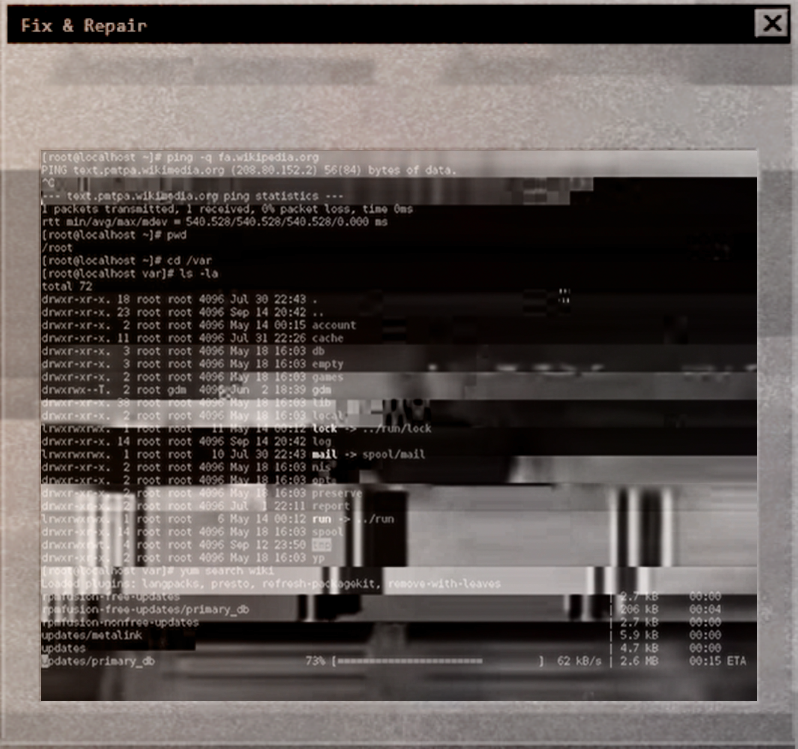 Fix & Repair
[root@localhost ~]# ping -q fa.wikipedia.org
PING text.pmtpa.wikimedia.org (208.80.152.2) 56(84) bytes of data.
^C
--- text.pmtpa.wikimedia.org ping statistics ---
1 packets transmitted, 1 received, 0% packet loss, time 0ms
rtt min/avg/max/mdev = 540.528/540.528/540.528/0.000 ms
[root@localhost ~]# pwd
/root
[root@localhost ~]# cd /var
[root@localhost var]# ls -la
total 72
drwxr-xr-x. 18 root root 4096 Jul 30 22:43 .
drwxr-xr-x. 23 root root 4096 Sep 14 20:42 ..
drwxr-xr-x. 2 root root 4096 May 14 00:15 account
drwxr-xr-x. 11 root root 4096 Jul 31 22:26 cache
drwxr-xr-x. 3 root root 4096 May 18 16:03 db
drwxr-xr-x. 3 root root 4096 May 18 16:03 empty
drwxr-xr-x. 2 root root 4096 May 18 16:03 games
drwxrwx--T. 2 root gdm 4096 Jun 2 18:39 gdm
drwxr-xr-x. 38 root root 4096 May 18 16:03 lib
drwxr-xr-x. 2 root root 4096 May 18 16:03 local
lrwxrwxrwx. 1 root root 11 May 14 00:12 lock -> ../run/lock
drwxr-xr-x. 14 root root 4096 Sep 14 20:42 log
lrwxrwxrwx. 1 root root 10 Jul 30 22:43 mail -> spool/mail
drwxr-xr-x. 2 root root 4096 May 18 16:03 nis
drwxr-xr-x. 2 root root 4096 May 18 16:03 opt
drwxr-xr-x. 2 root root 4096 May 18 16:03 preserve
drwxr-xr-x. 2 root root 4096 Jul 22:11 report
lrwxrwxrwx. 1 root root 6 May 14 00:12 run -> ../run
drwxr-xr-x. 14 root root 4096 May 18 16:03 spool
drwxrwxrwt. 4 root root 4096 Sep 12 23:50 tmp
drwxr-xr-x. 2 root root 4096 May 18 16:03 yp
[root@localhost var]# yum search wiki
Loaded plugins: langpacks, presto, refresh-packagekit, remove-with-leaves
rpmfusion-free-updates | 2.7 kB 00:00
rpmfusion-free-updates/primary_db | 206 kB 00:04
rpmfusion-nonfree-updates | 2.7 kB 00:00
updates/metalink | 5.9 kB 00:00
updates | 4.7 kB 00:00
updates/primary_db 73% [=====================        ] 62 kB/s | 2.6 MB 00:15 ETA